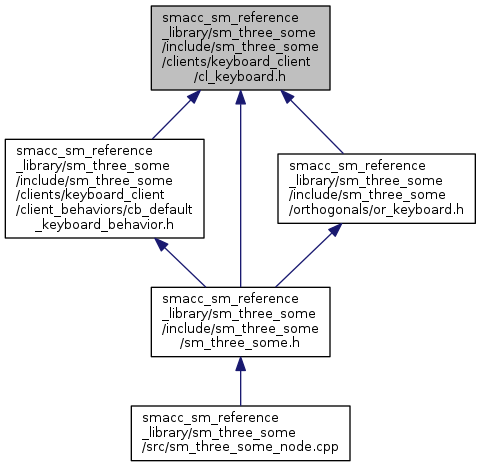 smacc_sm_reference
_library/sm_three_some
/include/sm_three_some
/clients/keyboard_client
/cl_keyboard.h
smacc_sm_reference
_library/sm_three_some
/include/sm_three_some
/clients/keyboard_client
/client_behaviors/cb_default
_keyboard_behavior.h
smacc_sm_reference
_library/sm_three_some
/include/sm_three_some
/orthogonals/or_keyboard.h
smacc_sm_reference
_library/sm_three_some
/include/sm_three_some
/sm_three_some.h
smacc_sm_reference
_library/sm_three_some
/src/sm_three_some_node.cpp